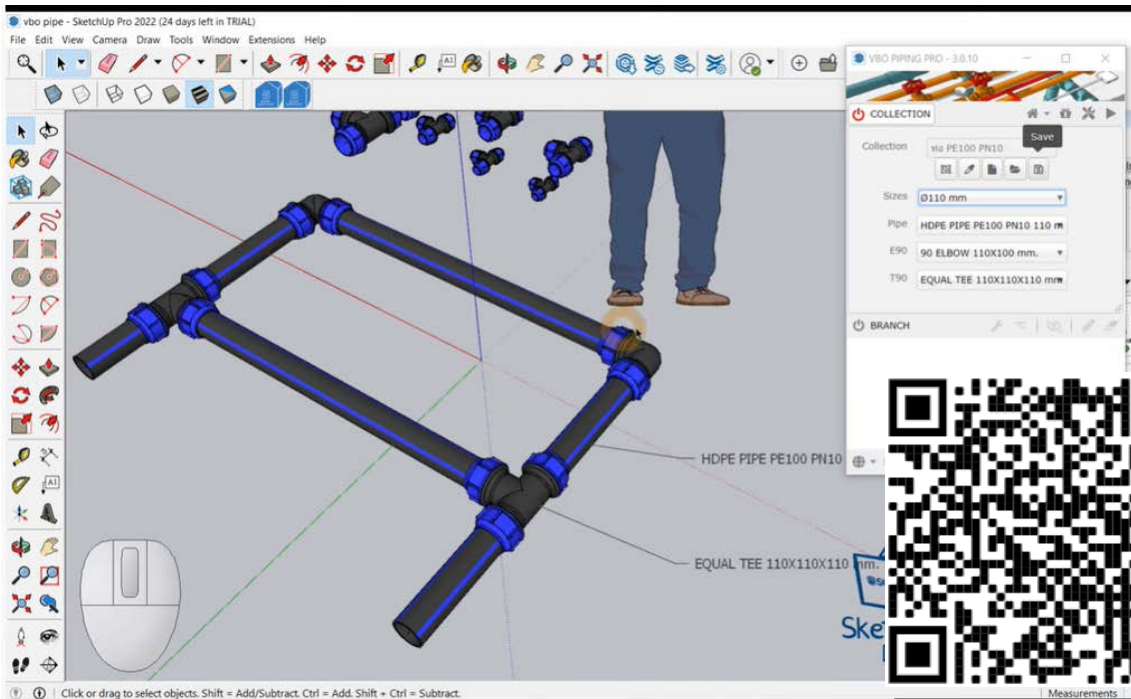 vbo pipe - SketchUp Pro 2022 (24 days left in TRIAL)
File Edit View Camera Draw Tools Window Extensions Help
VBO PIPING PRO - 3.0.10
COLLECTION
Save
Collection
via PE100 PN10
Sizes
Ø110 mm
Pipe
HDPE PIPE PE100 PN10 110 m
E90
90 ELBOW 110X100 mm.
T90
EQUAL TEE 110X110X110 mm
BRANCH
HDPE PIPE PE100 PN10
EQUAL TEE 110X110X110 mm.
Ske
Click or drag to select objects. Shift = Add/Subtract. Ctrl = Add. Shift + Ctrl = Subtract.
Measurements